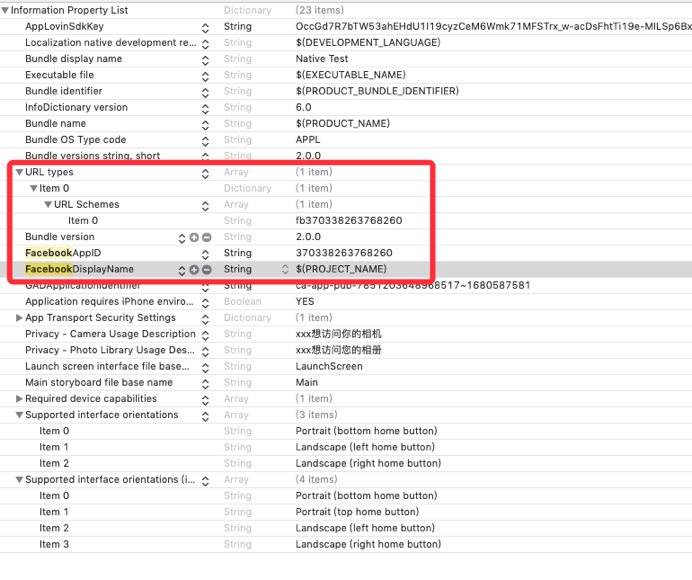 Information Property List Dictionary (23 items)
AppLovinSdkKey String OccGd7R7bTW53ahEHdU1I19cyzCeM6Wmk71MFSTrx_w-acDsFhtTi19e-MILSp6Bx
Localization native development re... String $(DEVELOPMENT_LANGUAGE)
Bundle display name String Native Test
Executable file String $(EXECUTABLE_NAME)
Bundle identifier String $(PRODUCT_BUNDLE_IDENTIFIER)
InfoDictionary version String 6.0
Bundle name String $(PRODUCT_NAME)
Bundle OS Type code String APPL
Bundle versions string, short String 2.0.0
URL types Array (1 item)
Item 0 Dictionary (1 item)
URL Schemes Array (1 item)
Item 0 String fb370338263768260
Bundle version String 2.0.0
FacebookAppID String 370338263768260
FacebookDisplayName String $(PROJECT_NAME)
GADApplicationIdentifier String ca-app-pub-7851203648968517~1680587581
Application requires iPhone enviro... Boolean YES
App Transport Security Settings Dictionary (1 item)
Privacy - Camera Usage Description String xxx想访问你的相机
Privacy - Photo Library Usage Des... String xxx想访问您的相册
Launch screen interface file base... String LaunchScreen
Main storyboard file base name String Main
Required device capabilities Array (1 item)
Supported interface orientations Array (3 items)
Item 0 String Portrait (bottom home button)
Item 1 String Landscape (left home button)
Item 2 String Landscape (right home button)
Supported interface orientations (i... Array (4 items)
Item 0 String Portrait (bottom home button)
Item 1 String Portrait (top home button)
Item 2 String Landscape (left home button)
Item 3 String Landscape (right home button)